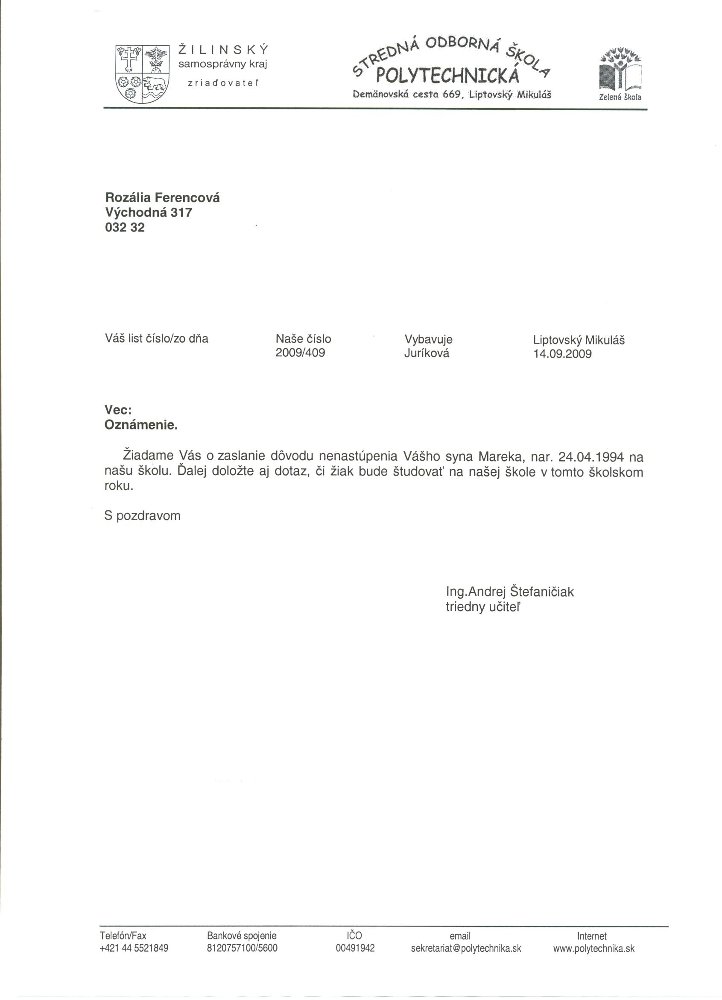 ŽILINSKÝ
samosprávny kraj
zriaďovateľ
STREDNÁ ODBORNÁ ŠKOLA
POLYTECHNICKÁ
Demänovská cesta 669, Liptovský Mikuláš
Zelená škola
Rozália Ferencová
Východná 317
032 32
Váš list číslo/zo dňa Naše číslo Vybavuje Liptovský Mikuláš
2009/409 Juríková 14.09.2009
Vec:
Oznámenie.
Žiadame Vás o zaslanie dôvodu nenastúpenia Vášho syna Mareka, nar. 24.04.1994 na
našu školu. Ďalej doložte aj dotaz, či žiak bude študovať na našej škole v tomto školskom
roku.
S pozdravom
Ing.Andrej Štefaničiak
triedny učiteľ
Telefón/Fax Bankové spojenie IČO email Internet
+421 44 5521849 8120757100/5600 00491942 sekretariat@polytechnika.sk www.polytechnika.sk